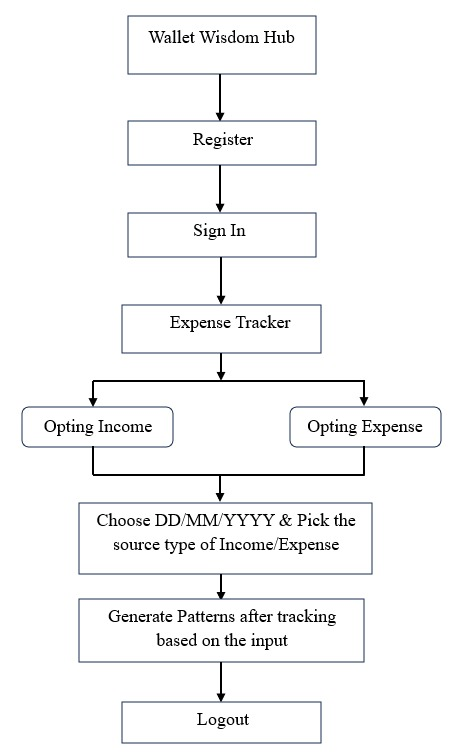 Wallet Wisdom Hub
Register
Sign In
Expense Tracker
Opting Income
Opting Expense
Choose DD/MM/YYYY & Pick the
source type of Income/Expense
Generate Patterns after tracking
based on the input
Logout